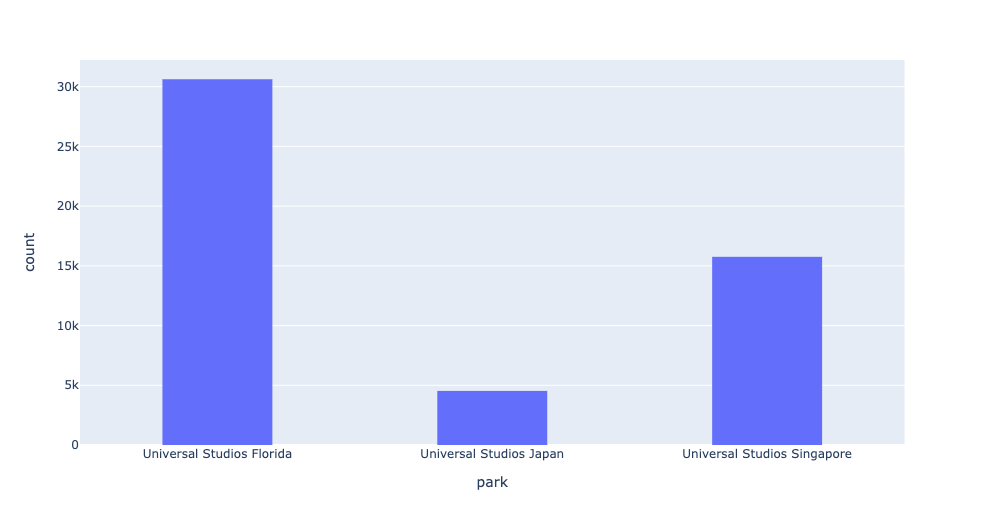 30k
25k
20k
15k
10k
5k
0
count
Universal Studios Florida
Universal Studios Japan
Universal Studios Singapore
park